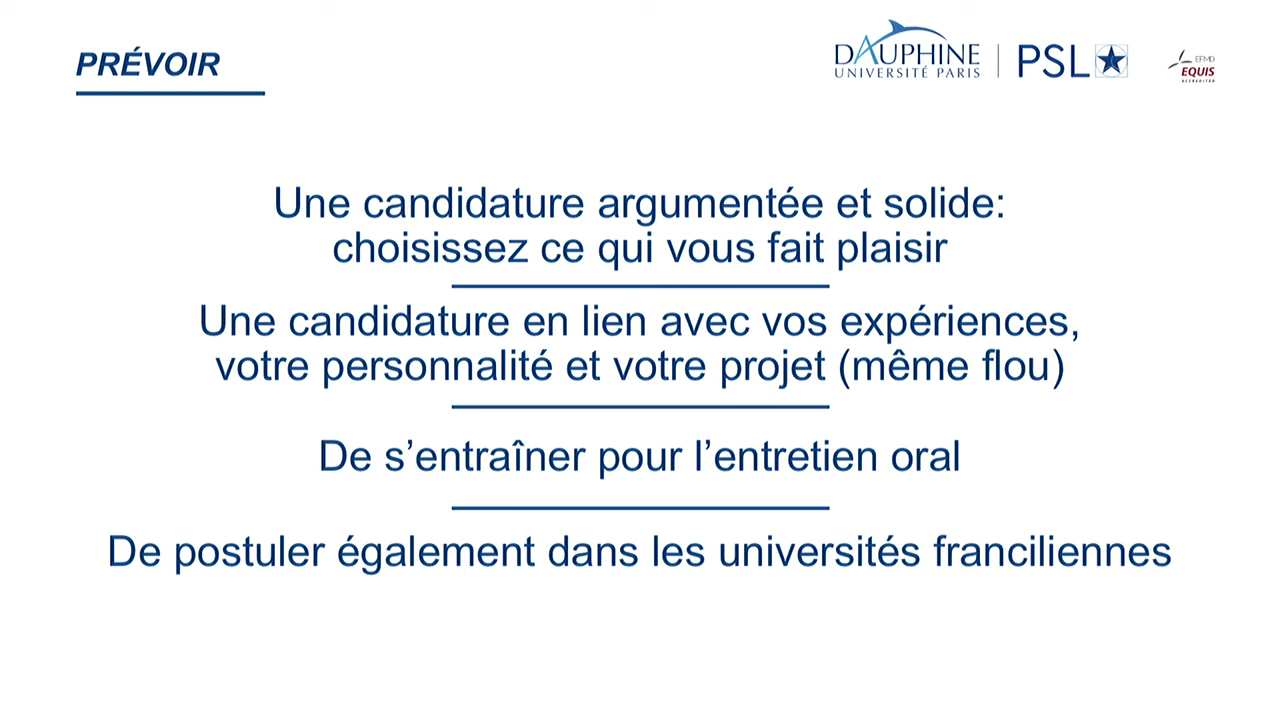 PRÉVOIR
DAUPHINE
UNIVERSITÉ PARIS
PSL
EFMD
EQUIS
ACCREDITED
Une candidature argumentée et solide:
choisissez ce qui vous fait plaisir
Une candidature en lien avec vos expériences,
votre personnalité et votre projet (même flou)
De s’entraîner pour l’entretien oral
De postuler également dans les universités franciliennes